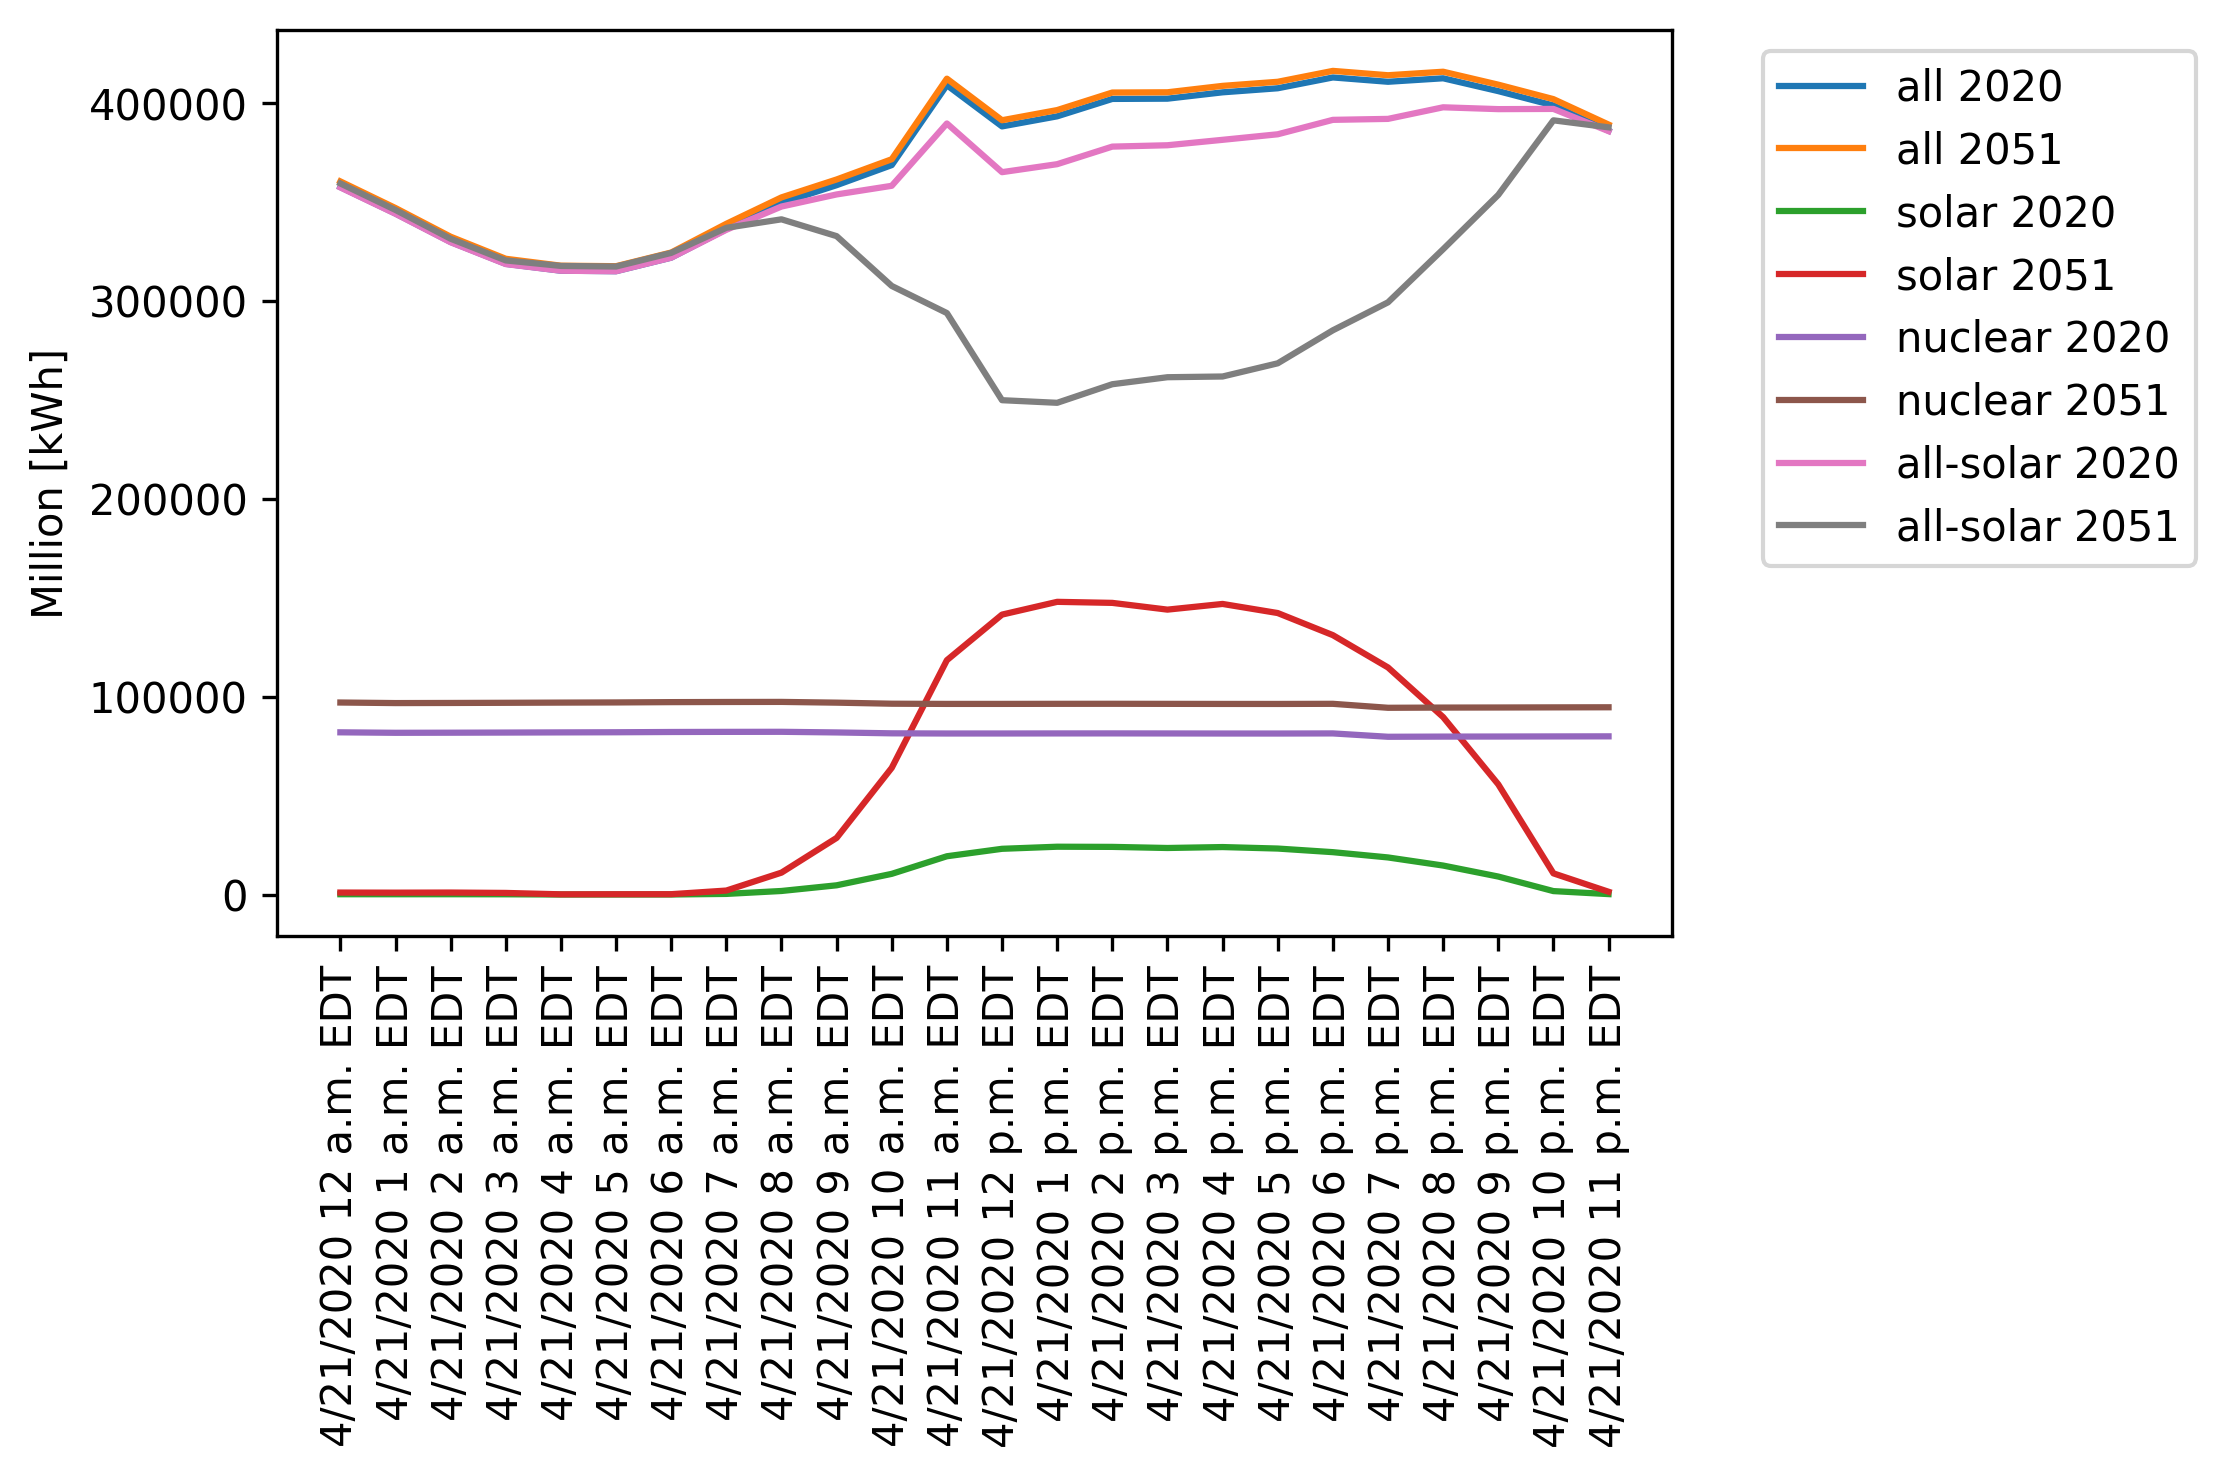 400000
300000
200000
100000
0
Million [kWh]
all 2020
all 2051
solar 2020
solar 2051
nuclear 2020
nuclear 2051
all-solar 2020
all-solar 2051
4/21/2020 12 a.m. EDT
4/21/2020 1 a.m. EDT
4/21/2020 2 a.m. EDT
4/21/2020 3 a.m. EDT
4/21/2020 4 a.m. EDT
4/21/2020 5 a.m. EDT
4/21/2020 6 a.m. EDT
4/21/2020 7 a.m. EDT
4/21/2020 8 a.m. EDT
4/21/2020 9 a.m. EDT
4/21/2020 10 a.m. EDT
4/21/2020 11 a.m. EDT
4/21/2020 12 p.m. EDT
4/21/2020 1 p.m. EDT
4/21/2020 2 p.m. EDT
4/21/2020 3 p.m. EDT
4/21/2020 4 p.m. EDT
4/21/2020 5 p.m. EDT
4/21/2020 6 p.m. EDT
4/21/2020 7 p.m. EDT
4/21/2020 8 p.m. EDT
4/21/2020 9 p.m. EDT
4/21/2020 10 p.m. EDT
4/21/2020 11 p.m. EDT